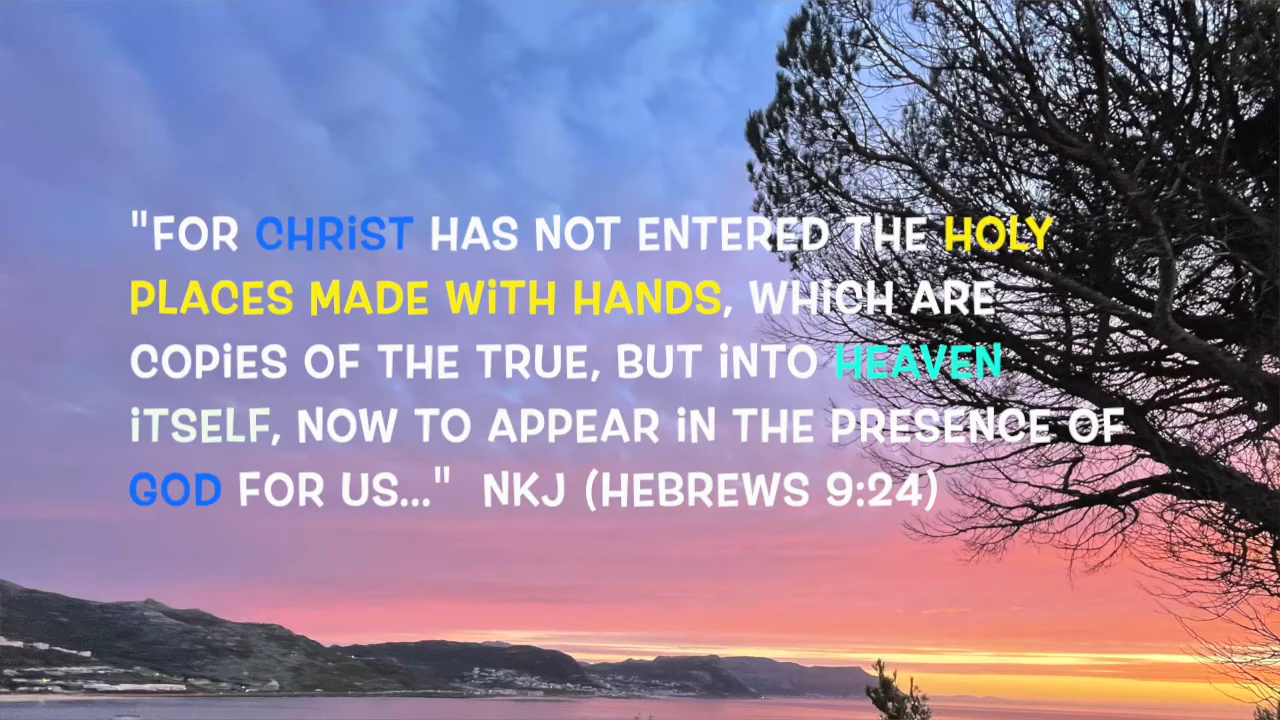 "FOR CHRiST HAS NOT ENTERED THE HOLY
PLACES MADE WiTH HANDS, WHiCH ARE
COPiES OF THE TRUE, BUT iNTO HEAVEN
iTSELF, NOW TO APPEAR iN THE PRESENCE OF
GOD FOR US..." NKJ (HEBREWS 9:24)